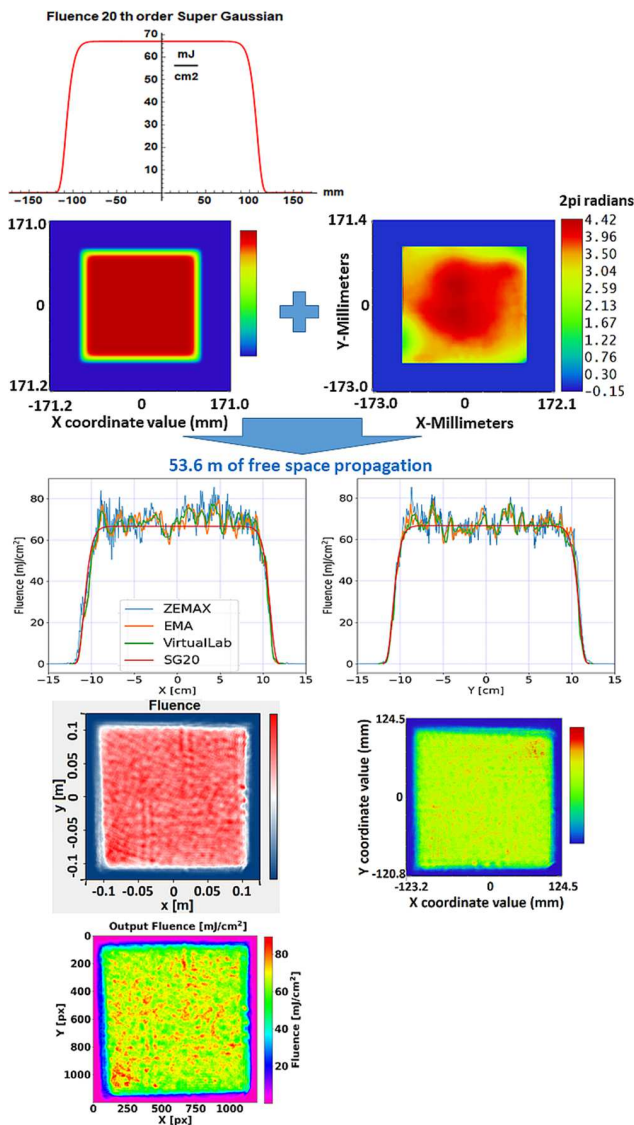 Fluence 20 th order Super Gaussian
70
60
50
40
30
20
10
mJ
cm2
−150 −100 −50 0 50 100 150 mm
2pi radians
171.0
0
171.2
-171.2 0 171.0
X coordinate value (mm)
171.4
Y-Millimeters
0
-173.0
-173.0 0 172.1
X-Millimeters
4.42
3.96
3.50
3.04
2.59
2.13
1.67
1.22
0.76
0.30
-0.15
53.6 m of free space propagation
Fluence [mJ/cm²]
80
60
40
20
0
ZEMAX
EMA
VirtualLab
SG20
−15 −10 −5 0 5 10 15
X [cm]
Fluence [mJ/cm²]
80
60
40
20
0
−15 −10 −5 0 5 10 15
Y [cm]
Fluence
y [m]
0.1
0.05
0
-0.05
-0.1
-0.1 -0.05 0 0.05 0.1
x [m]
Y coordinate value (mm)
124.5
0
-120.8
-123.2 0 124.5
X coordinate value (mm)
Output Fluence [mJ/cm²]
Y [px]
0
200
400
600
800
1000
0 250 500 750 1000
X [px]
80
60
40
20
Fluence [mJ/cm²]